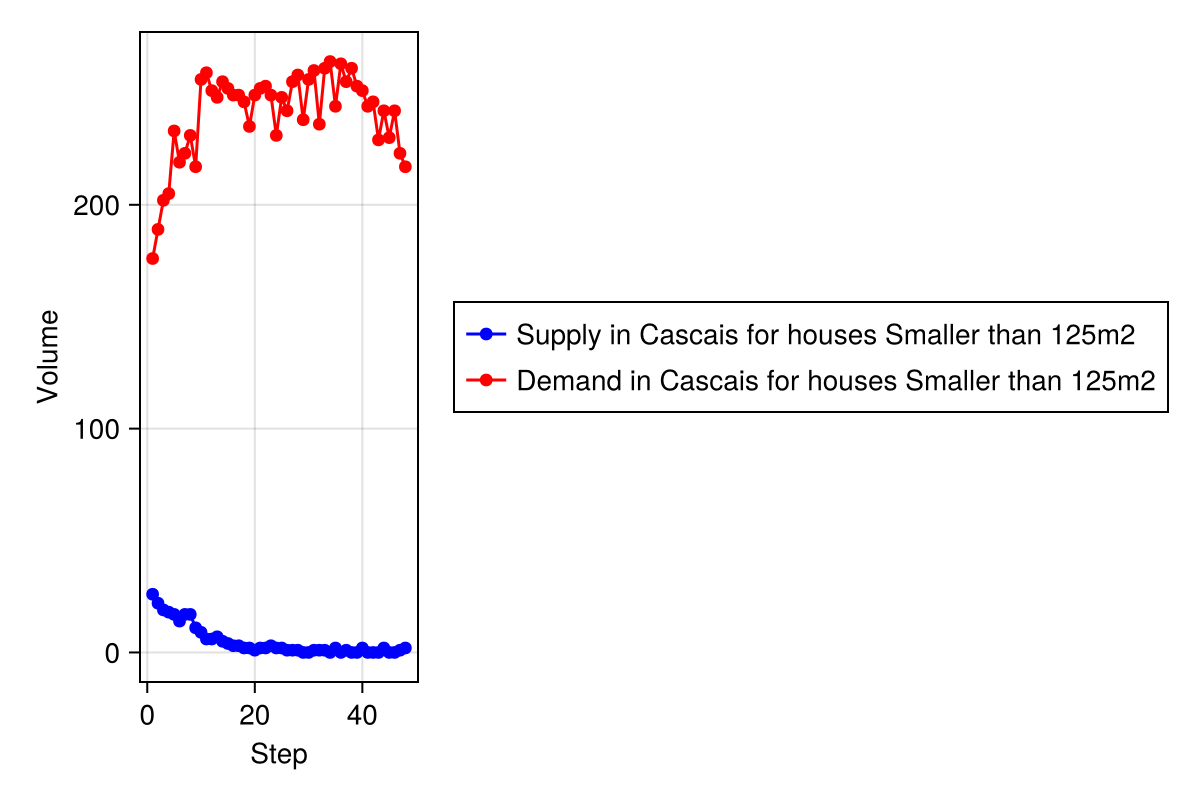 Volume
200
100
0
0 20 40
Step
Supply in Cascais for houses Smaller than 125m2
Demand in Cascais for houses Smaller than 125m2